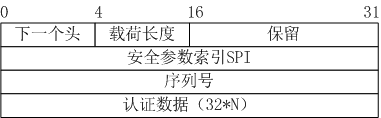 0 4 16 31
下一个头 载荷长度 保留
安全参数索引SPI
序列号
认证数据（32*N）